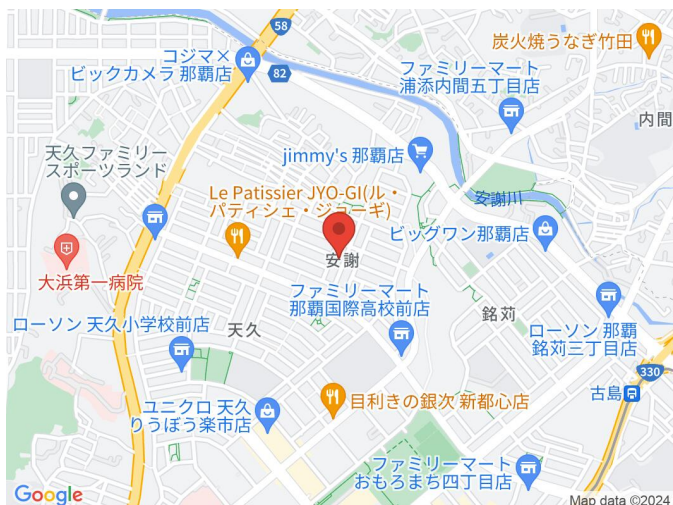 58
コジマ×
ビックカメラ 那覇店
82
炭火焼うなぎ竹田
ファミリーマート
浦添内間五丁目店
内間
天久ファミリー
スポーツランド
jimmy's 那覇店
Le Patissier JYO-GI(ル・
パティシェ・ジョーギ)
安謝川
ビッグワン那覇店
大浜第一病院
安謝
ファミリーマート
那覇国際高校前店
銘苅
ローソン 天久小学校前店
天久
ローソン 那覇
銘苅三丁目店
330
古島
目利きの銀次 新都心店
ユニクロ 天久
りうぼう楽市店
ファミリーマート
おもろまち四丁目店
Google
Map data ©2024